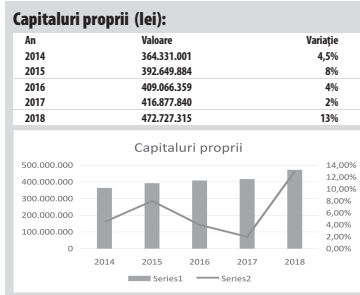 Capitaluri proprii (lei):
An Valoare Variație
2014 364.331.001 4,5%
2015 392.649.884 8%
2016 409.066.359 4%
2017 416.877.840 2%
2018 472.727.315 13%
Capitaluri proprii
500.000.000 14,00%
12,00%
400.000.000 10,00%
300.000.000 8,00%
200.000.000 6,00%
4,00%
100.000.000 2,00%
0 0,00%
2014 2015 2016 2017 2018
Series1 Series2